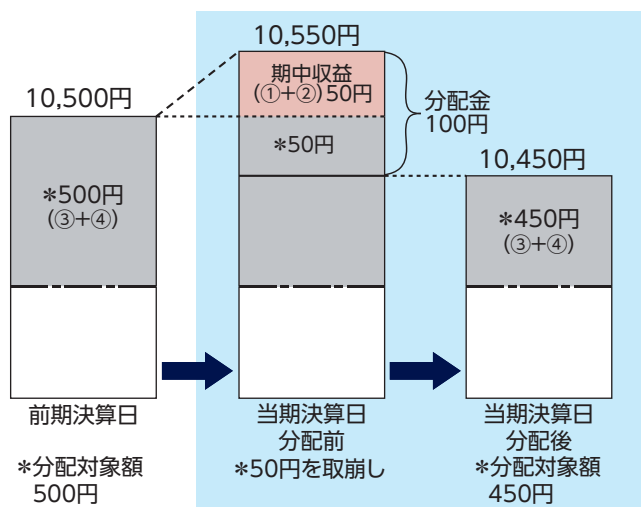 10,500円
*500円
(③+④)
前期決算日
*分配対象額
500円
10,550円
期中収益
(①+②)50円
*50円
分配金
100円
当期決算日
分配前
*50円を取崩し
10,450円
*450円
(③+④)
当期決算日
分配後
*分配対象額
450円